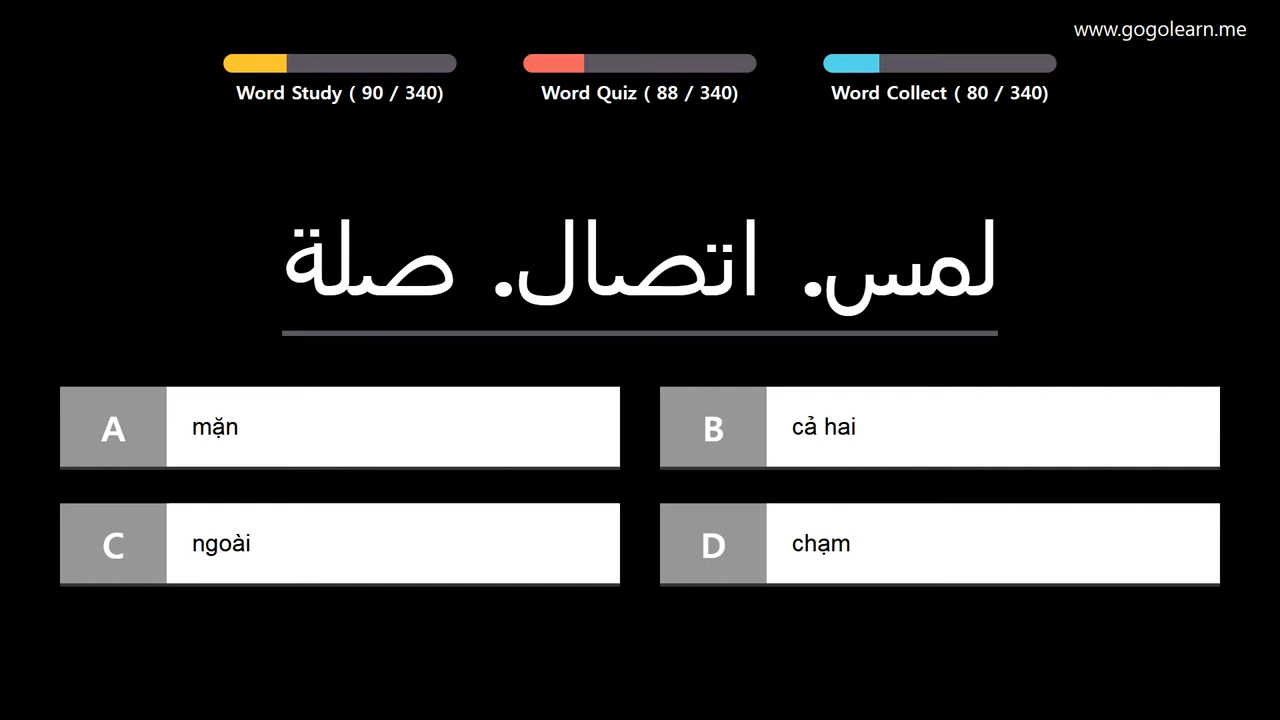 www.gogolearn.me
Word Study ( 90 / 340)
Word Quiz ( 88 / 340)
Word Collect ( 80 / 340)
لمس. اتصال. صلة
A mặn
B cả hai
C ngoài
D chạm